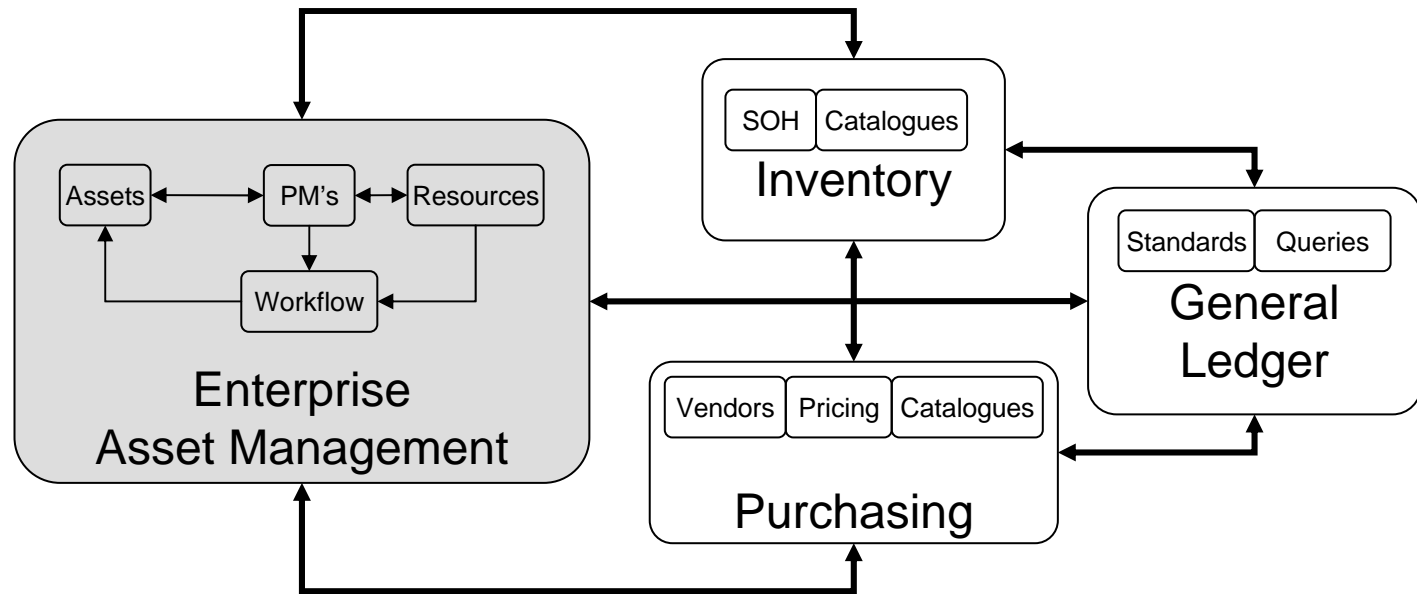 SOH Catalogues
Inventory
Assets PM’s Resources
Workflow
Enterprise
Asset Management
Standards Queries
General
Ledger
Vendors Pricing Catalogues
Purchasing